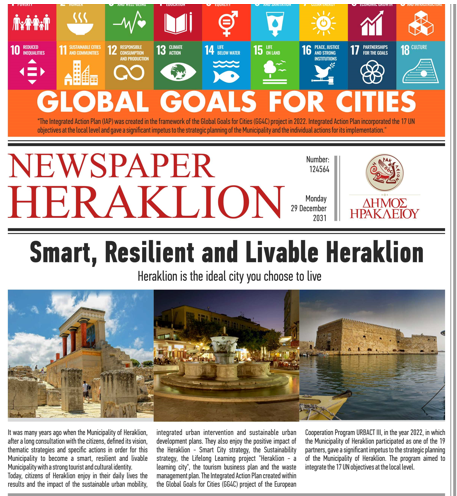 10 REDUCED
INEQUALITIES
11 SUSTAINABLE CITIES
AND COMMUNITIES
12 RESPONSIBLE
CONSUMPTION
AND PRODUCTION
13 CLIMATE
ACTION
14 LIFE
BELOW WATER
15 LIFE
ON LAND
16 PEACE, JUSTICE
AND STRONG
INSTITUTIONS
17 PARTNERSHIPS
FOR THE GOALS
18 CULTURE
GLOBAL GOALS FOR CITIES
"The Integrated Action Plan (IAP) was created in the framework of the Global Goals for Cities (GG4C) project in 2022. Integrated Action Plan incorporated the 17 UN
objectives at the local level and gave a significant impetus to the strategic planning of the Municipality and the individual actions for its implementation."
NEWSPAPER
HERAKLION
Number:
124564
Monday
29 December
2031
ΔΗΜΟΣ
ΗΡΑΚΛΕΙΟΥ
Smart, Resilient and Livable Heraklion
Heraklion is the ideal city you choose to live
It was many years ago when the Municipality of Heraklion,
after a long consultation with the citizens, defined its vision,
thematic strategies and specific actions in order for this
Municipality to become a smart, resilient and livable
Municipality with a strong tourist and cultural identity.
Today, citizens of Heraklion enjoy in their daily lives the
results and the impact of the sustainable urban mobility,
integrated urban intervention and sustainable urban
development plans. They also enjoy the positive impact of
the Heraklion - Smart City strategy, the Sustainability
strategy, the Lifelong Learning project "Heraklion - a
learning city", the tourism business plan and the waste
management plan. The Integrated Action Plan created within
the Global Goals for Cities (GG4C) project of the European
Cooperation Program URBACT III, in the year 2022, in which
the Municipality of Heraklion participated as one of the 19
partners, gave a significant impetus to the strategic planning
of the Municipality of Heraklion. The program aimed to
integrate the 17 UN objectives at the local level.